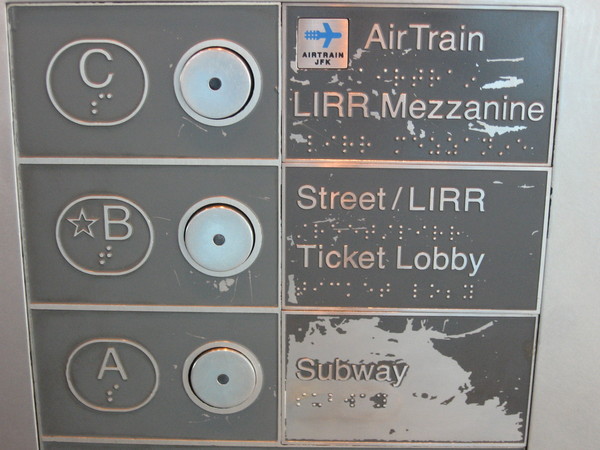 C
AIRTRAIN
JFK
AirTrain
LIRR Mezzanine
☆B
Street/LIRR
Ticket Lobby
A
Subway